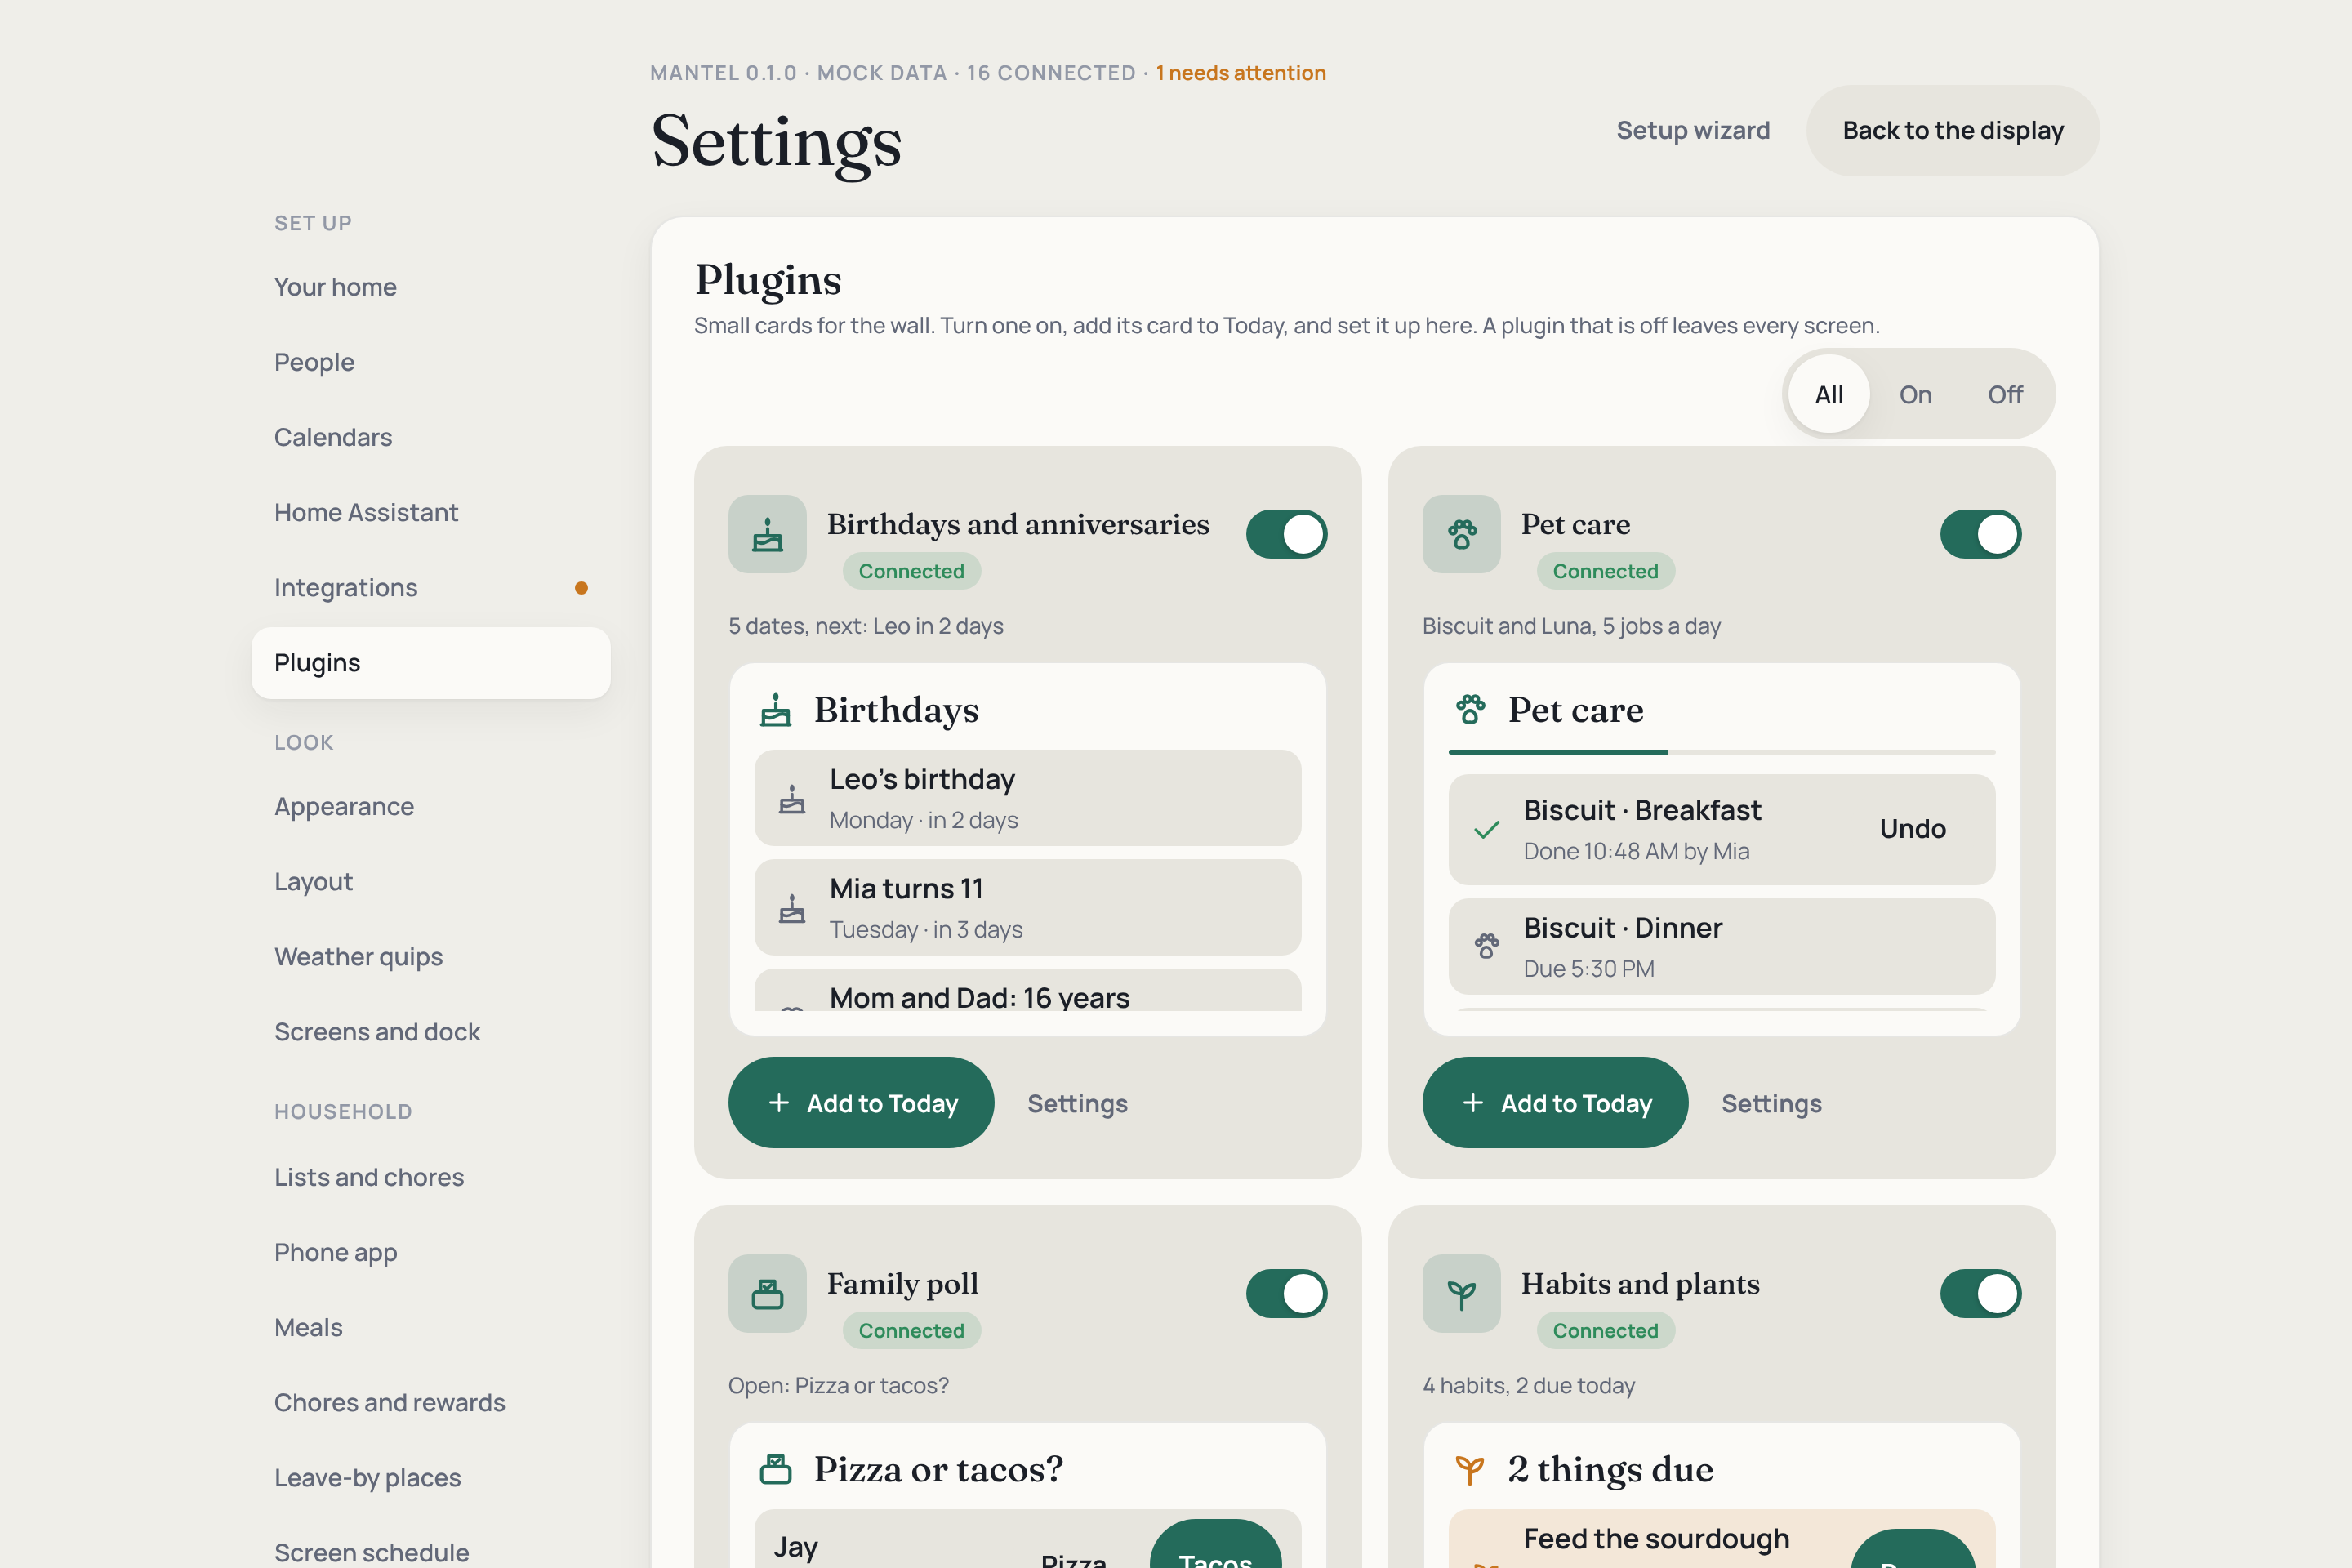 MANTEL 0.1.0 · MOCK DATA · 16 CONNECTED · 1 needs attention
Settings
Setup wizard
Back to the display
SET UP
Your home
People
Calendars
Home Assistant
Integrations
Plugins
LOOK
Appearance
Layout
Weather quips
Screens and dock
HOUSEHOLD
Lists and chores
Phone app
Meals
Chores and rewards
Leave-by places
Screen schedule
Plugins
Small cards for the wall. Turn one on, add its card to Today, and set it up here. A plugin that is off leaves every screen.
All
On
Off
Birthdays and anniversaries
Connected
5 dates, next: Leo in 2 days
Birthdays
Leo’s birthday
Monday · in 2 days
Mia turns 11
Tuesday · in 3 days
Mom and Dad: 16 years
Add to Today
Settings
Pet care
Connected
Biscuit and Luna, 5 jobs a day
Pet care
Biscuit · Breakfast
Done 10:48 AM by Mia
Undo
Biscuit · Dinner
Due 5:30 PM
Add to Today
Settings
Family poll
Connected
Open: Pizza or tacos?
Pizza or tacos?
Jay
Pizza
Tacos
Habits and plants
Connected
4 habits, 2 due today
2 things due
Feed the sourdough